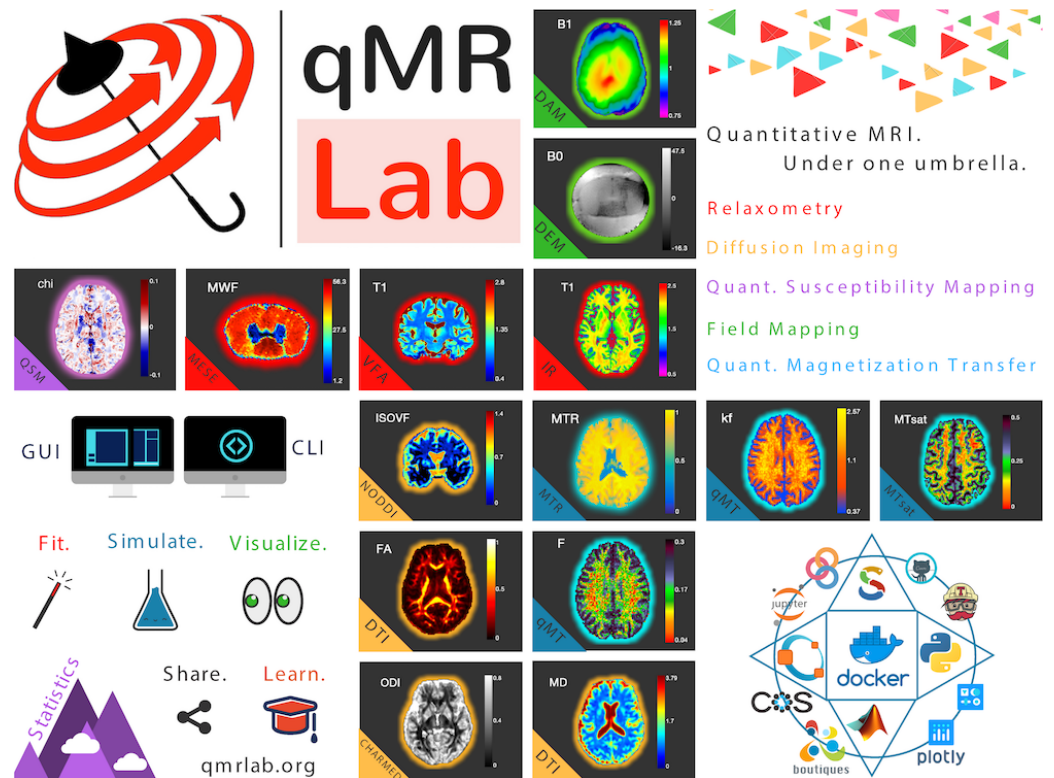 qMR
Lab
B1
1.25
1
0.75
DAM
B0
47.5
0
-16.3
DEM
Quantitative MRI.
Under one umbrella.
Relaxometry
Diffusion Imaging
Quant. Susceptibility Mapping
Field Mapping
Quant. Magnetization Transfer
chi
0.1
0
-0.1
QSM
MWF
56.3
27.5
1.2
MESE
T1
2.8
1.35
0.4
VFA
T1
2.5
1.5
0.5
IR
GUI
CLI
ISOVF
1.4
0.7
0
NODDI
MTR
1
0.5
0
MTR
kf
2.57
1.1
0.37
qMT
MTsat
0.5
0.25
0
MTsat
Fit.
Simulate.
Visualize.
FA
1
0.5
0
DTI
F
0.3
0.17
0.04
qMT
Statistics
Share.
Learn.
qmrlab.org
ODI
0.8
0.4
0
CHARMED
MD
3.79
1.7
0
DTI
jupyter
T
docker
COS
boutiques
plotly